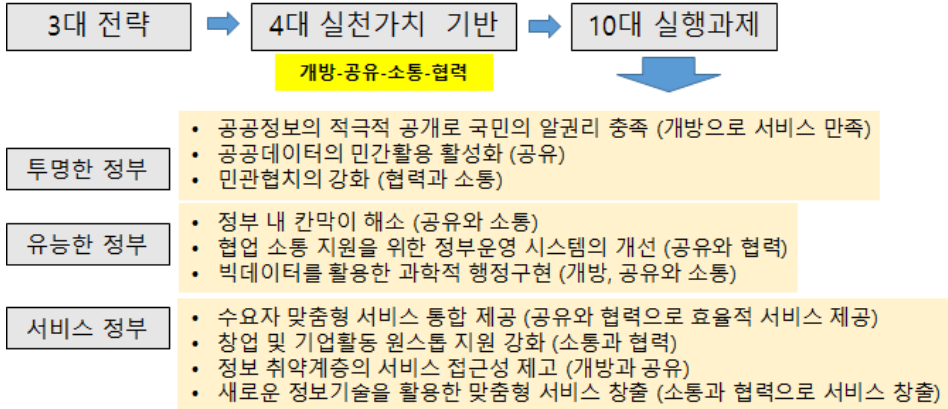 3대 전략
4대 실천가치 기반
10대 실행과제
개방-공유-소통-협력
투명한 정부
• 공공정보의 적극적 공개로 국민의 알권리 충족 (개방으로 서비스 만족)
• 공공데이터의 민간활용 활성화 (공유)
• 민관협치의 강화 (협력과 소통)
유능한 정부
• 정부 내 칸막이 해소 (공유와 소통)
• 협업 소통 지원을 위한 정부운영 시스템의 개선 (공유와 협력)
• 빅데이터를 활용한 과학적 행정구현 (개방, 공유와 소통)
서비스 정부
• 수요자 맞춤형 서비스 통합 제공 (공유와 협력으로 효율적 서비스 제공)
• 창업 및 기업활동 원스톱 지원 강화 (소통과 협력)
• 정보 취약계층의 서비스 접근성 제고 (개방과 공유)
• 새로운 정보기술을 활용한 맞춤형 서비스 창출 (소통과 협력으로 서비스 창출)